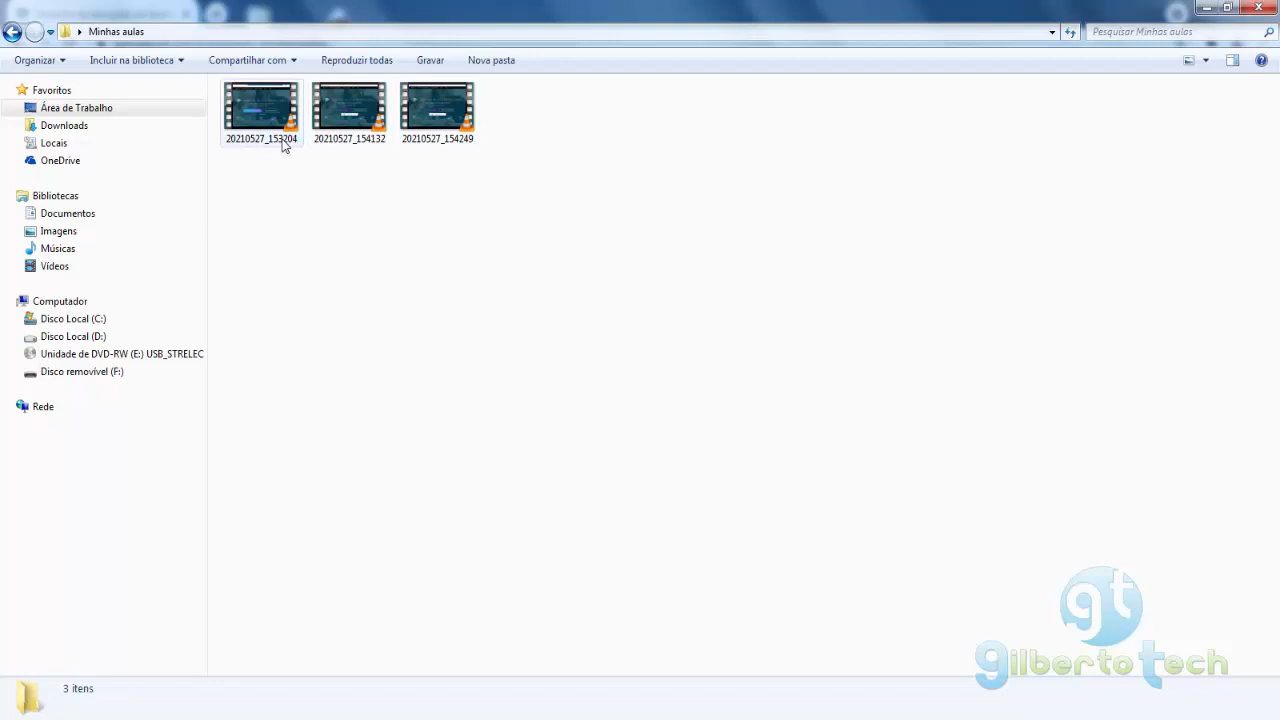 Minhas aulas
Pesquisar Minhas aulas
Organizar
Incluir na biblioteca
Compartilhar com
Reproduzir todas
Gravar
Nova pasta
Favoritos
Área de Trabalho
Downloads
Locais
OneDrive
Bibliotecas
Documentos
Imagens
Músicas
Vídeos
Computador
Disco Local (C:)
Disco Local (D:)
Unidade de DVD-RW (E:) USB_STRELEC
Disco removível (F:)
Rede
20210527_153204
20210527_154132
20210527_154249
gt
gilberto tech
3 itens